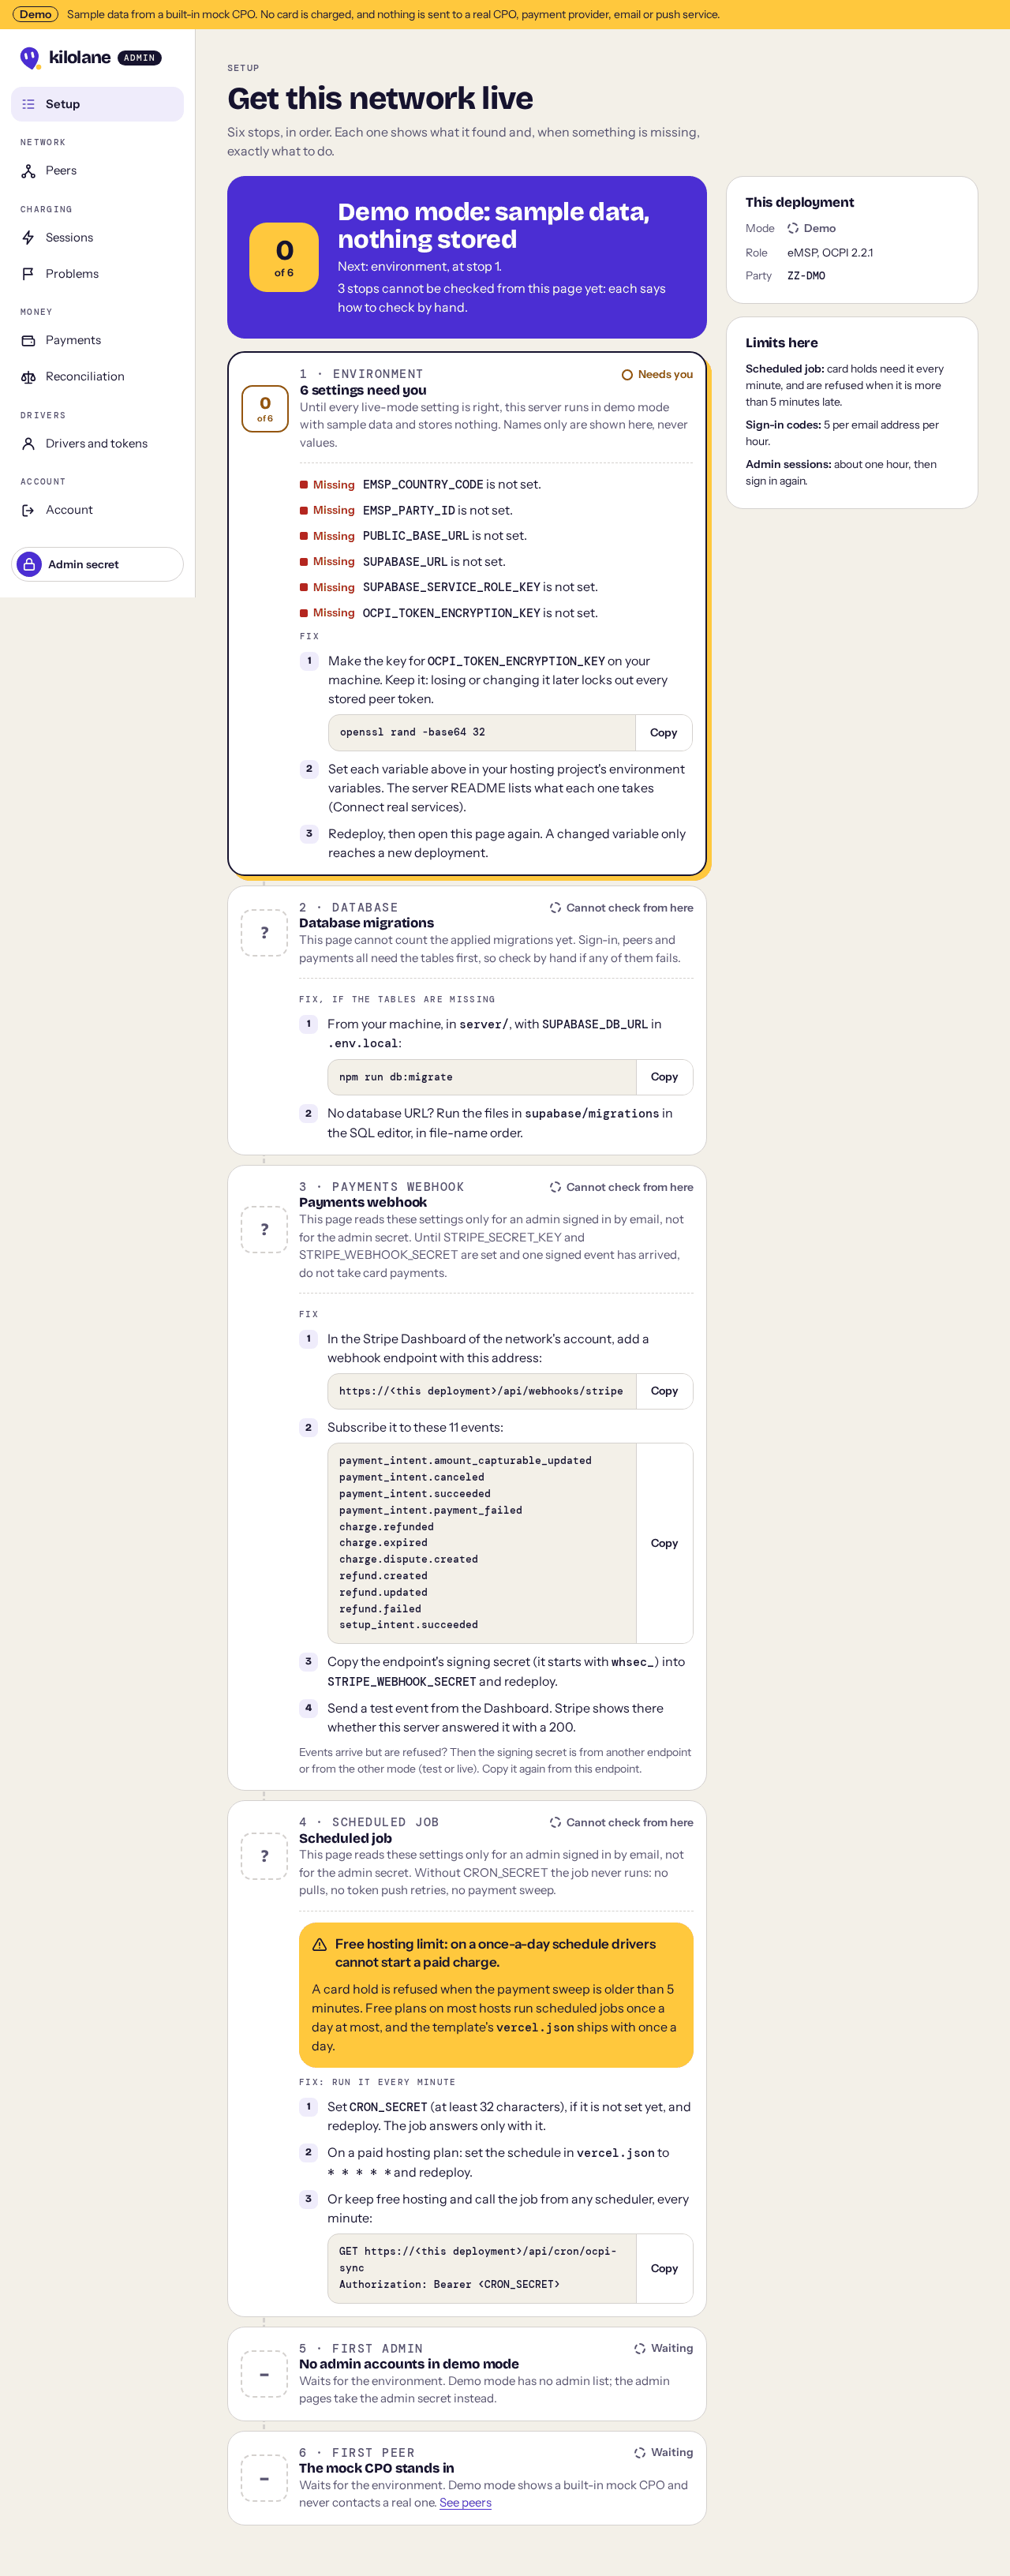 Demo Sample data from a built-in mock CPO. No card is charged, and nothing is sent to a real CPO, payment provider, email or push service.
kilolane ADMIN
Setup
NETWORK
Peers
CHARGING
Sessions
Problems
MONEY
Payments
Reconciliation
DRIVERS
Drivers and tokens
ACCOUNT
Account
Admin secret
SETUP
Get this network live
Six stops, in order. Each one shows what it found and, when something is missing,
exactly what to do.
0
of 6
Demo mode: sample data,
nothing stored
Next: environment, at stop 1.
3 stops cannot be checked from this page yet: each says
how to check by hand.
This deployment
Mode Demo
Role eMSP, OCPI 2.2.1
Party ZZ-DMO
Limits here
Scheduled job: card holds need it every
minute, and are refused when it is more
than 5 minutes late.
Sign-in codes: 5 per email address per
hour.
Admin sessions: about one hour, then
sign in again.
0
of 6
1 · ENVIRONMENT
Needs you
6 settings need you
Until every live-mode setting is right, this server runs in demo mode
with sample data and stores nothing. Names only are shown here, never
values.
Missing EMSP_COUNTRY_CODE is not set.
Missing EMSP_PARTY_ID is not set.
Missing PUBLIC_BASE_URL is not set.
Missing SUPABASE_URL is not set.
Missing SUPABASE_SERVICE_ROLE_KEY is not set.
Missing OCPI_TOKEN_ENCRYPTION_KEY is not set.
FIX
1 Make the key for OCPI_TOKEN_ENCRYPTION_KEY on your
machine. Keep it: losing or changing it later locks out every
stored peer token.
openssl rand -base64 32 Copy
2 Set each variable above in your hosting project's environment
variables. The server README lists what each one takes
(Connect real services).
3 Redeploy, then open this page again. A changed variable only
reaches a new deployment.
?
2 · DATABASE
Cannot check from here
Database migrations
This page cannot count the applied migrations yet. Sign-in, peers and
payments all need the tables first, so check by hand if any of them fails.
FIX, IF THE TABLES ARE MISSING
1 From your machine, in server/, with SUPABASE_DB_URL in
.env.local:
npm run db:migrate Copy
2 No database URL? Run the files in supabase/migrations in
the SQL editor, in file-name order.
?
3 · PAYMENTS WEBHOOK
Cannot check from here
Payments webhook
This page reads these settings only for an admin signed in by email, not
for the admin secret. Until STRIPE_SECRET_KEY and
STRIPE_WEBHOOK_SECRET are set and one signed event has arrived,
do not take card payments.
FIX
1 In the Stripe Dashboard of the network's account, add a
webhook endpoint with this address:
https://<this deployment>/api/webhooks/stripe Copy
2 Subscribe it to these 11 events:
payment_intent.amount_capturable_updated
payment_intent.canceled
payment_intent.succeeded
payment_intent.payment_failed
charge.refunded
charge.expired
charge.dispute.created
refund.created
refund.updated
refund.failed
setup_intent.succeeded
Copy
3 Copy the endpoint's signing secret (it starts with whsec_) into
STRIPE_WEBHOOK_SECRET and redeploy.
4 Send a test event from the Dashboard. Stripe shows there
whether this server answered it with a 200.
Events arrive but are refused? Then the signing secret is from another endpoint
or from the other mode (test or live). Copy it again from this endpoint.
?
4 · SCHEDULED JOB
Cannot check from here
Scheduled job
This page reads these settings only for an admin signed in by email, not
for the admin secret. Without CRON_SECRET the job never runs: no
pulls, no token push retries, no payment sweep.
Free hosting limit: on a once-a-day schedule drivers
cannot start a paid charge.
A card hold is refused when the payment sweep is older than 5
minutes. Free plans on most hosts run scheduled jobs once a
day at most, and the template's vercel.json ships with once a
day.
FIX: RUN IT EVERY MINUTE
1 Set CRON_SECRET (at least 32 characters), if it is not set yet, and
redeploy. The job answers only with it.
2 On a paid hosting plan: set the schedule in vercel.json to
* * * * * and redeploy.
3 Or keep free hosting and call the job from any scheduler, every
minute:
GET https://<this deployment>/api/cron/ocpi-
sync
Authorization: Bearer <CRON_SECRET>
Copy
–
5 · FIRST ADMIN
Waiting
No admin accounts in demo mode
Waits for the environment. Demo mode has no admin list; the admin
pages take the admin secret instead.
–
6 · FIRST PEER
Waiting
The mock CPO stands in
Waits for the environment. Demo mode shows a built-in mock CPO and
never contacts a real one. See peers